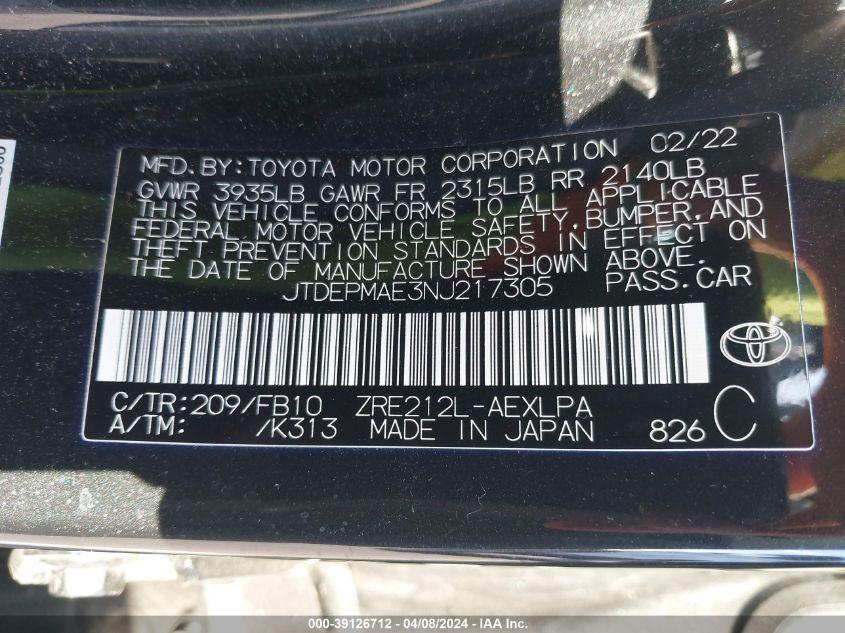 MFD.BY:TOYOTA MOTOR CORPORATION 02/22
GVWR 3935LB GAWR FR 2315LB RR 2140LB
THIS VEHICLE CONFORMS TO ALL APPLICABLE
FEDERAL MOTOR VEHICLE SAFETY,BUMPER,AND
THEFT PREVENTION STANDARDS IN EFFECT ON
THE DATE OF MANUFACTURE SHOWN ABOVE.
JTDEPMAE3NJ217305 PASS.CAR
C/TR:209/FB10 ZRE212L-AEXLPA
A/TM: /K313 MADE IN JAPAN 826 C
000-39126712 - 04/08/2024 - IAA Inc.